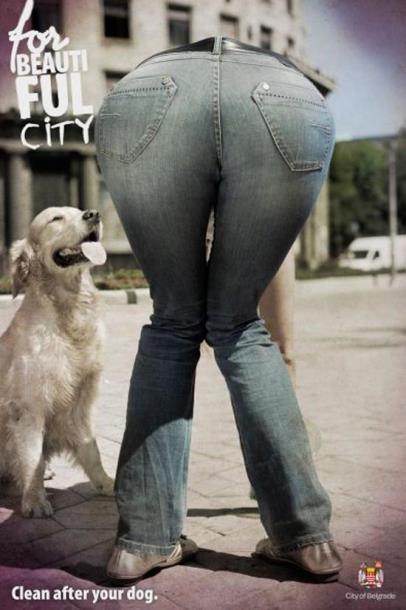 for
BEAUTI
FUL
CiTY
Clean after your dog.
City of Belgrade